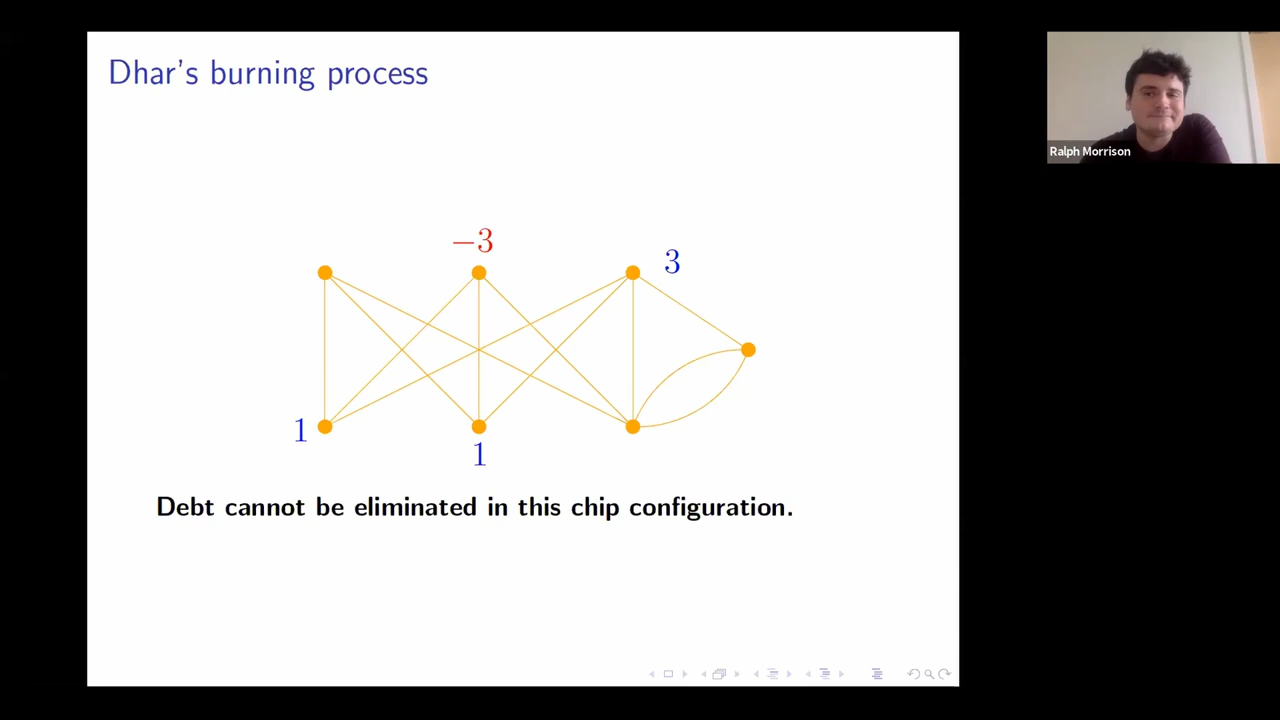 Dhar's burning process
−3
3
1
1
Debt cannot be eliminated in this chip configuration.
Ralph Morrison